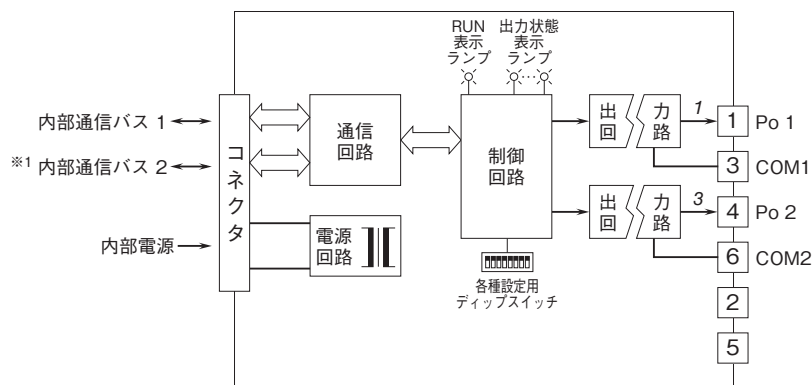 RUN
表示
ランプ
出力状態
表示
ランプ
内部通信バス 1
※1 内部通信バス 2
内部電源
コネクタ
通信
回路
電源
回路
制御
回路
各種設定用
ディップスイッチ
出力
回路
1
1 Po 1
3 COM1
出力
回路
3
4 Po 2
6 COM2
2
5